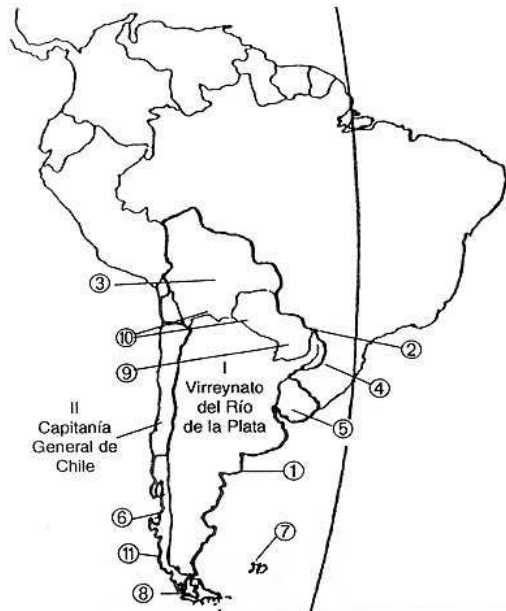 ③
②
⑩
I
⑨
Virreynato
del Río
de la Plata
④
II
Capitanía
General de
Chile
⑤
①
⑥
⑦
⑪
⑧